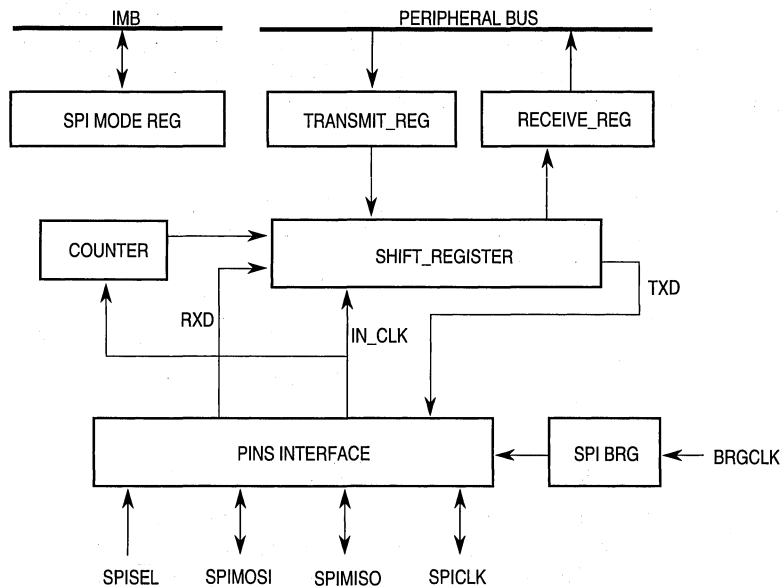 IMB
PERIPHERAL BUS
SPI MODE REG
TRANSMIT_REG
RECEIVE_REG
COUNTER
SHIFT_REGISTER
TXD
RXD
IN_CLK
PINS INTERFACE
SPI BRG
BRGCLK
SPISEL
SPIMOSI
SPIMISO
SPICLK